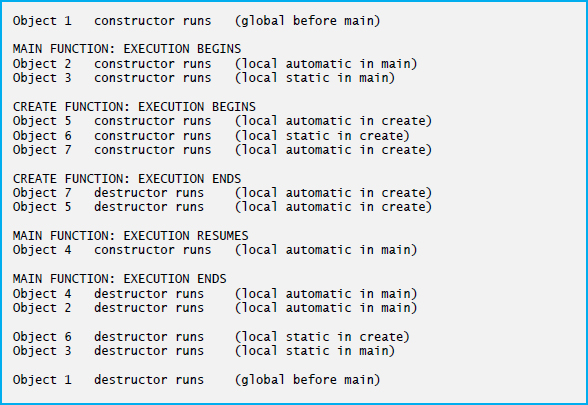 Object 1   constructor runs   (global before main)
MAIN FUNCTION: EXECUTION BEGINS
Object 2   constructor runs   (local automatic in main)
Object 3   constructor runs   (local static in main)
CREATE FUNCTION: EXECUTION BEGINS
Object 5   constructor runs   (local automatic in create)
Object 6   constructor runs   (local static in create)
Object 7   constructor runs   (local automatic in create)
CREATE FUNCTION: EXECUTION ENDS
Object 7   destructor runs    (local automatic in create)
Object 5   destructor runs    (local automatic in create)
MAIN FUNCTION: EXECUTION RESUMES
Object 4   constructor runs   (local automatic in main)
MAIN FUNCTION: EXECUTION ENDS
Object 4   destructor runs    (local automatic in main)
Object 2   destructor runs    (local automatic in main)
Object 6   destructor runs    (local static in create)
Object 3   destructor runs    (local static in main)
Object 1   destructor runs    (global before main)